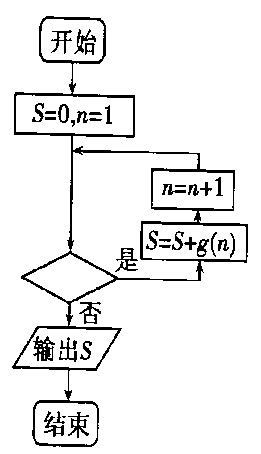 开始
S=0,n=1
n=n+1
S=S+g(n)
是
否
输出S
结束